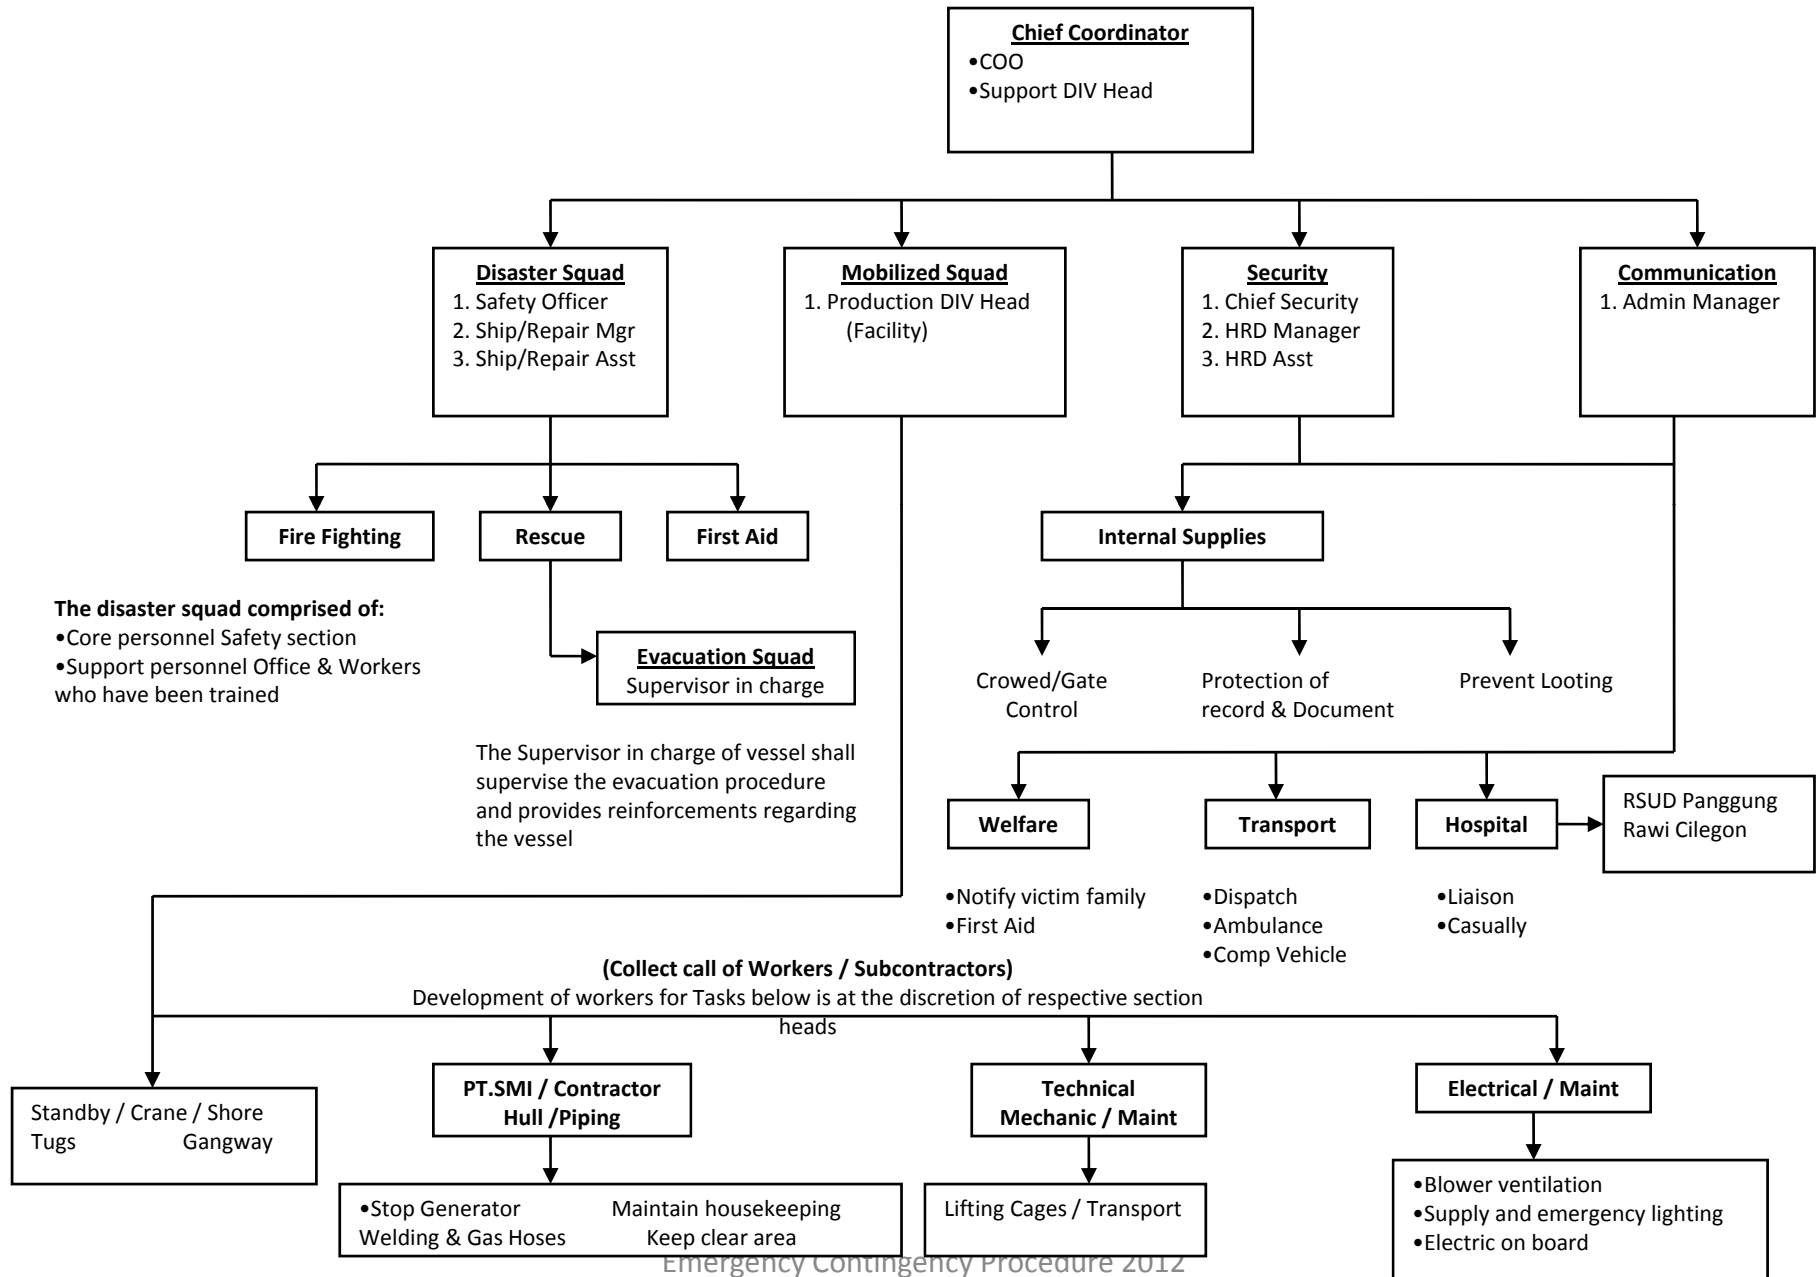 Chief Coordinator
•COO
•Support DIV Head
Disaster Squad
1. Safety Officer
2. Ship/Repair Mgr
3. Ship/Repair Asst
Mobilized Squad
1. Production DIV Head
(Facility)
Security
1. Chief Security
2. HRD Manager
3. HRD Asst
Communication
1. Admin Manager
Fire Fighting
Rescue
First Aid
Internal Supplies
The disaster squad comprised of:
•Core personnel Safety section
•Support personnel Office & Workers
who have been trained
Evacuation Squad
Supervisor in charge
Crowed/Gate
Control
Protection of
record & Document
Prevent Looting
The Supervisor in charge of vessel shall
supervise the evacuation procedure
and provides reinforcements regarding
the vessel
Welfare
Transport
Hospital
RSUD Panggung
Rawi Cilegon
•Notify victim family
•First Aid
•Dispatch
•Ambulance
•Comp Vehicle
•Liaison
•Casually
(Collect call of Workers / Subcontractors)
Development of workers for Tasks below is at the discretion of respective section
heads
Standby / Crane / Shore
Tugs Gangway
PT.SMI / Contractor
Hull /Piping
Technical
Mechanic / Maint
Electrical / Maint
•Stop Generator Maintain housekeeping
Welding & Gas Hoses Keep clear area
Lifting Cages / Transport
•Blower ventilation
•Supply and emergency lighting
•Electric on board
Emergency Contingency Procedure 2012